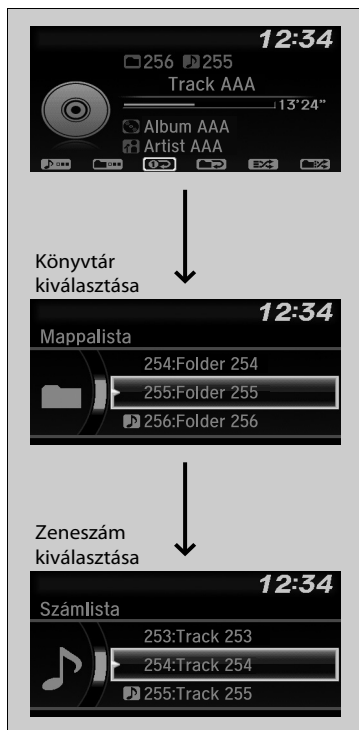 12:34
256 255
Track AAA
13'24"
Album AAA
Artist AAA
Könyvtár
kiválasztása
12:34
Mappalista
254:Folder 254
255:Folder 255
256:Folder 256
Zeneszám
kiválasztása
12:34
Számlista
253:Track 253
254:Track 254
255:Track 255